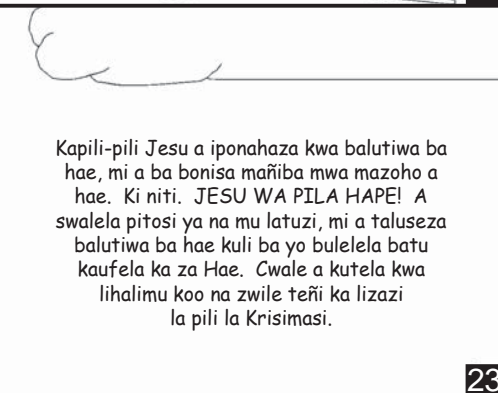 Kapili-pili Jesu a iponahaza kwa balutiwa ba
hae, mi a ba bonisa mañiba mwa mazoho a
hae. Ki niti. JESU WA PILA HAPE! A
swalela pitosi ya na mu latuzi, mi a taluseza
balutiwa ba hae kuli ba yo bulelela batu
kaufela ka za Hae. Cwale a kutela kwa
lihalimu koo na zwile teñi ka lizazi
la pili la Krisimasi.
23